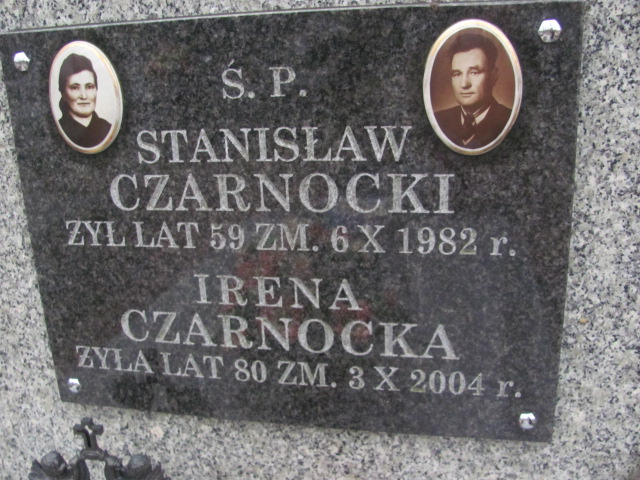 Ś. P.
STANISŁAW
CZARNOCKI
ŻYŁ LAT 59 ZM. 6 X 1982 r.
IRENA
CZARNOCKA
ŻYŁA LAT 80 ZM. 3 X 2004 r.